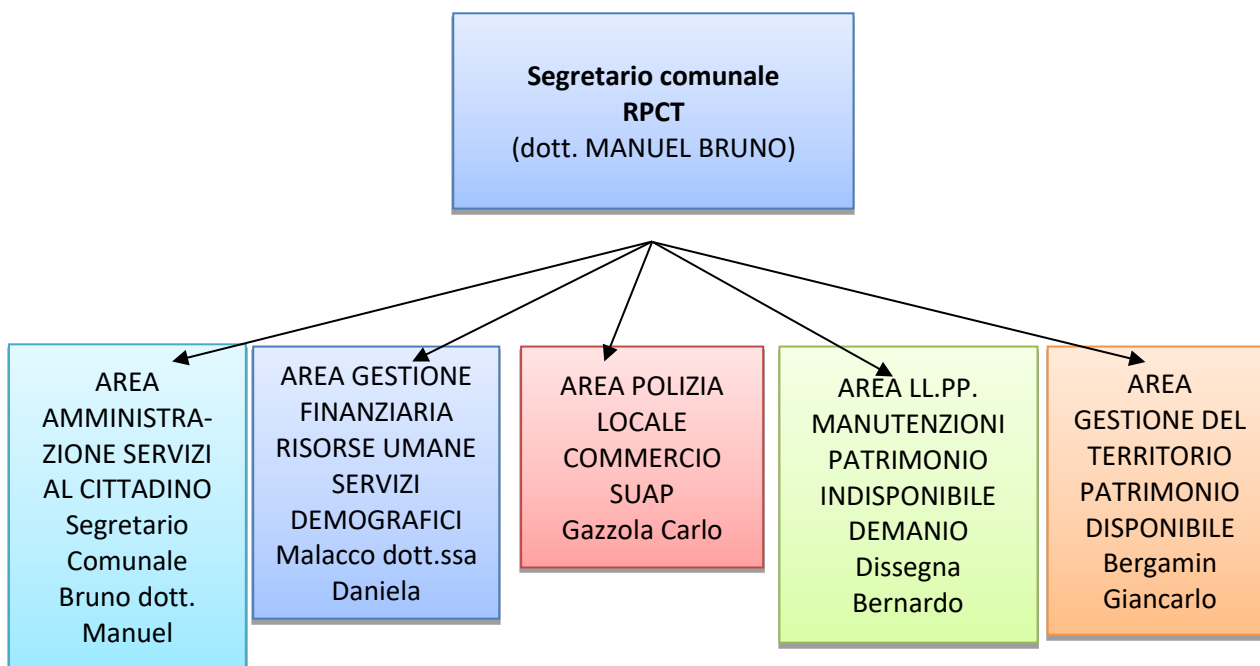 Segretario comunale
RPCT
(dott. MANUEL BRUNO)
AREA
AMMINISTRA-
ZIONE SERVIZI
AL CITTADINO
Segretario
Comunale
Bruno dott.
Manuel
AREA GESTIONE
FINANZIARIA
RISORSE UMANE
SERVIZI
DEMOGRAFICI
Malacco dott.ssa
Daniela
AREA POLIZIA
LOCALE
COMMERCIO
SUAP
Gazzola Carlo
AREA LL.PP.
MANUTENZIONI
PATRIMONIO
INDISPONIBILE
DEMANIO
Dissegna
Bernardo
AREA
GESTIONE DEL
TERRITORIO
PATRIMONIO
DISPONIBILE
Bergamin
Giancarlo